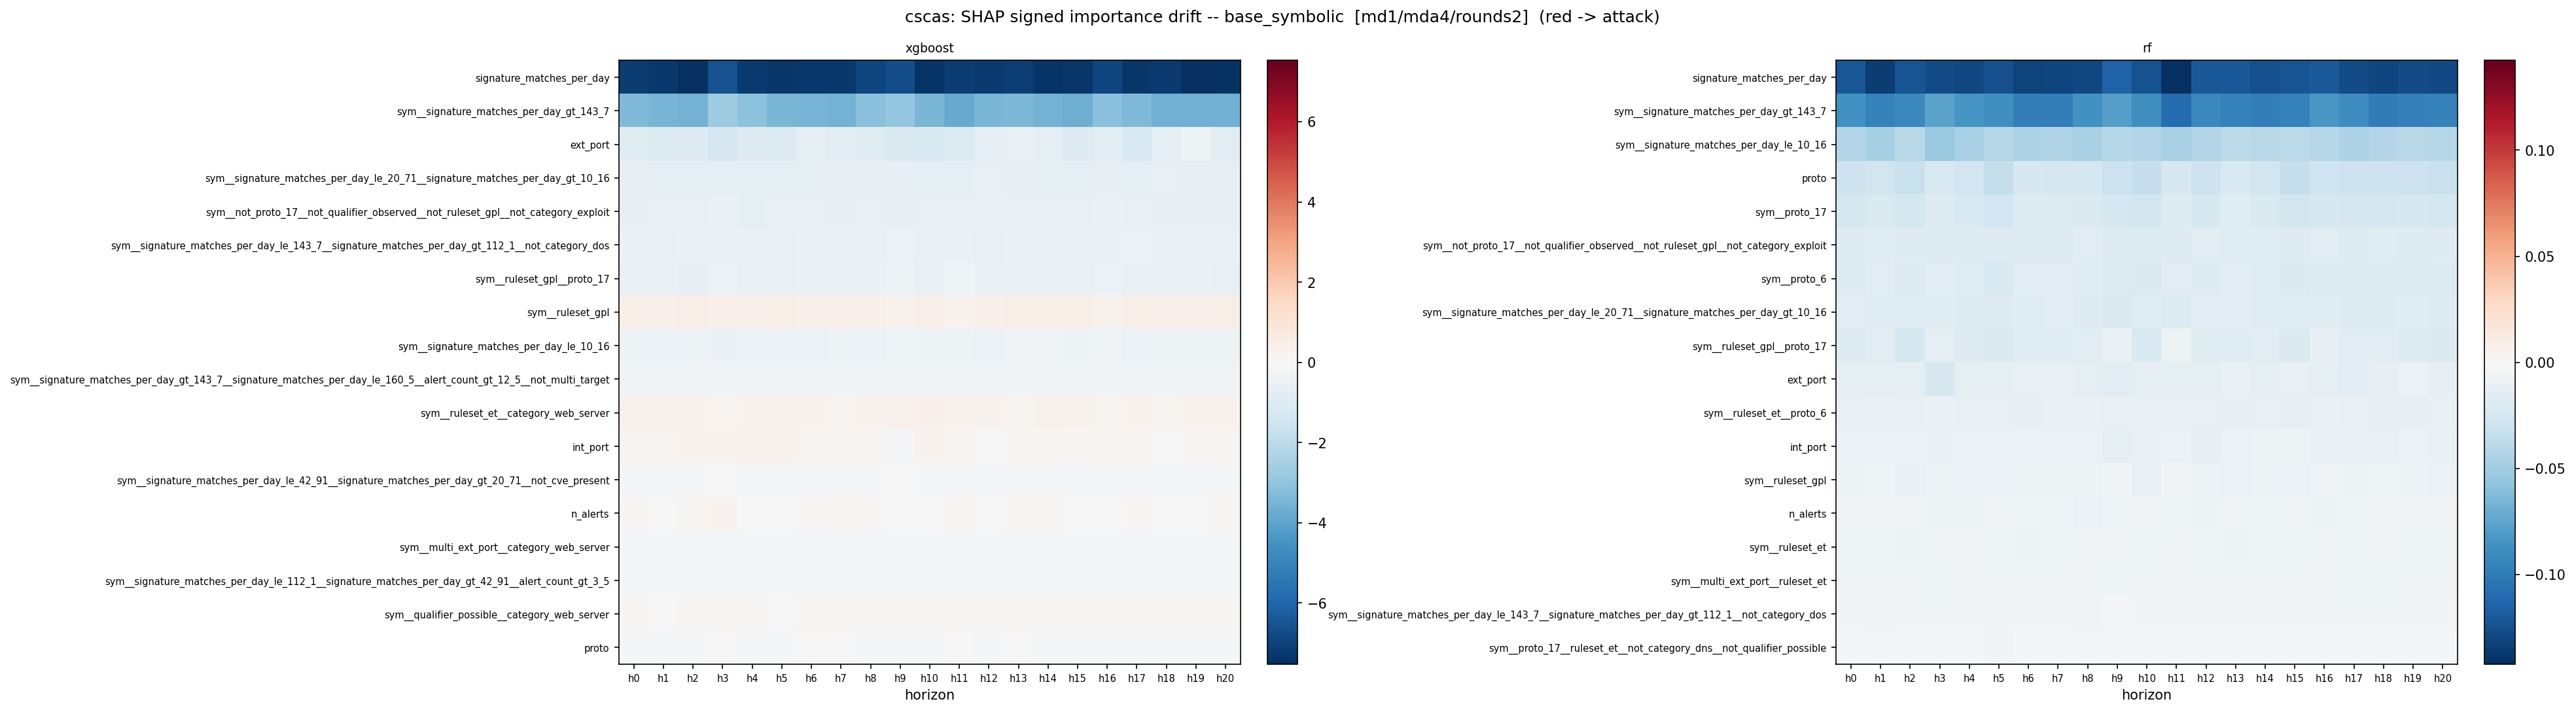 cscas: SHAP signed importance drift -- base_symbolic  [md1/mda4/rounds2]  (red -> attack)
xgboost
signature_matches_per_day
sym__signature_matches_per_day_gt_143_7
ext_port
sym__signature_matches_per_day_le_20_71__signature_matches_per_day_gt_10_16
sym__not_proto_17__not_qualifier_observed__not_ruleset_gpl__not_category_exploit
sym__signature_matches_per_day_le_143_7__signature_matches_per_day_gt_112_1__not_category_dos
sym__ruleset_gpl__proto_17
sym__ruleset_gpl
sym__signature_matches_per_day_le_10_16
sym__signature_matches_per_day_gt_143_7__signature_matches_per_day_le_160_5__alert_count_gt_12_5__not_multi_target
sym__ruleset_et__category_web_server
int_port
sym__signature_matches_per_day_le_42_91__signature_matches_per_day_gt_20_71__not_cve_present
n_alerts
sym__multi_ext_port__category_web_server
sym__signature_matches_per_day_le_112_1__signature_matches_per_day_gt_42_91__alert_count_gt_3_5
sym__qualifier_possible__category_web_server
proto
h0 h1 h2 h3 h4 h5 h6 h7 h8 h9 h10 h11 h12 h13 h14 h15 h16 h17 h18 h19 h20
horizon
6
4
2
0
−2
−4
−6
rf
signature_matches_per_day
sym__signature_matches_per_day_gt_143_7
sym__signature_matches_per_day_le_10_16
proto
sym__proto_17
sym__not_proto_17__not_qualifier_observed__not_ruleset_gpl__not_category_exploit
sym__proto_6
sym__signature_matches_per_day_le_20_71__signature_matches_per_day_gt_10_16
sym__ruleset_gpl__proto_17
ext_port
sym__ruleset_et__proto_6
int_port
sym__ruleset_gpl
n_alerts
sym__ruleset_et
sym__multi_ext_port__ruleset_et
sym__signature_matches_per_day_le_143_7__signature_matches_per_day_gt_112_1__not_category_dos
sym__proto_17__ruleset_et__not_category_dns__not_qualifier_possible
h0 h1 h2 h3 h4 h5 h6 h7 h8 h9 h10 h11 h12 h13 h14 h15 h16 h17 h18 h19 h20
horizon
0.10
0.05
0.00
−0.05
−0.10